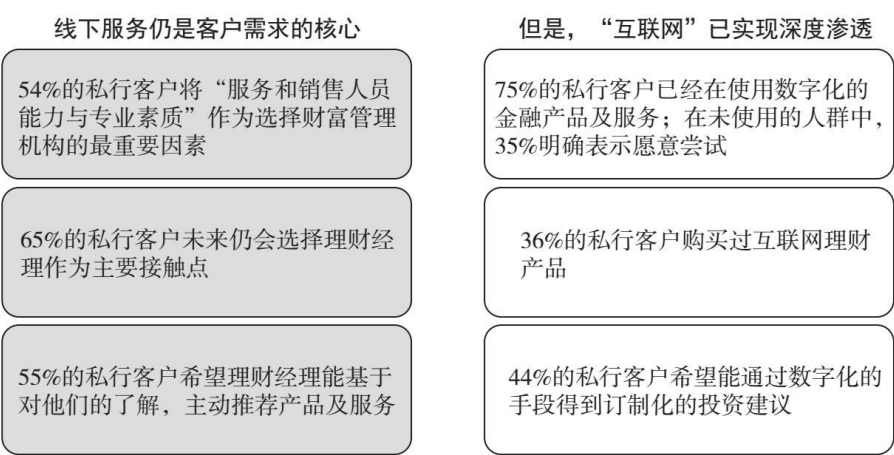 线下服务仍是客户需求的核心
54%的私行客户将“服务和销售人员
能力与专业素质”作为选择财富管理
机构的最重要因素
65%的私行客户未来仍会选择理财经
理作为主要接触点
55%的私行客户希望理财经理能基于
对他们的了解，主动推荐产品及服务
但是，“互联网”已实现深度渗透
75%的私行客户已经在使用数字化的
金融产品及服务；在未使用的人群中，
35%明确表示愿意尝试
36%的私行客户购买过互联网理财
产品
44%的私行客户希望能通过数字化的
手段得到订制化的投资建议